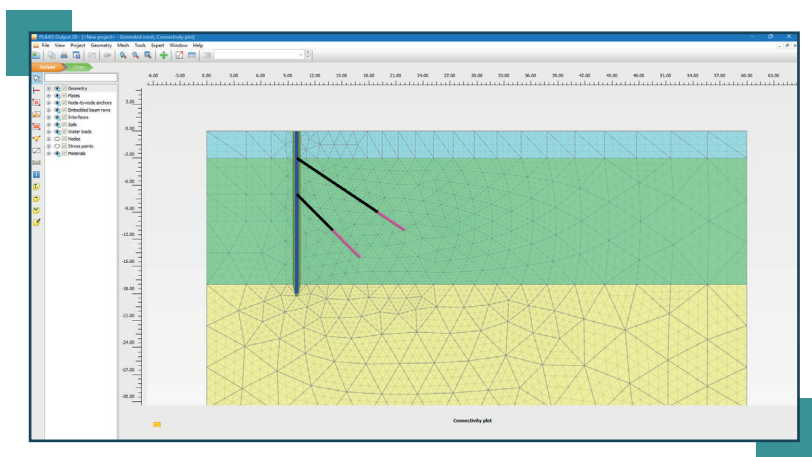 PLAXIS Output 2D - [<New project> - Generated mesh, Connectivity plot]
File View Project Geometry Mesh Tools Expert Window Help
Output Close
-6.00 -3.00 0.00 3.00 6.00 9.00 12.00 15.00 18.00 21.00 24.00 27.00 30.00 33.00 36.00 39.00 42.00 45.00 48.00 51.00 54.00 57.00 60.00 63.00
Geometry
Plates
Node-to-node anchors
Embedded beam rows
Interfaces
Soils
Water loads
Nodes
Stress points
Materials
3.00
0.00
-3.00
-6.00
-9.00
-12.00
-15.00
-18.00
-21.00
-24.00
-27.00
-30.00
Connectivity plot